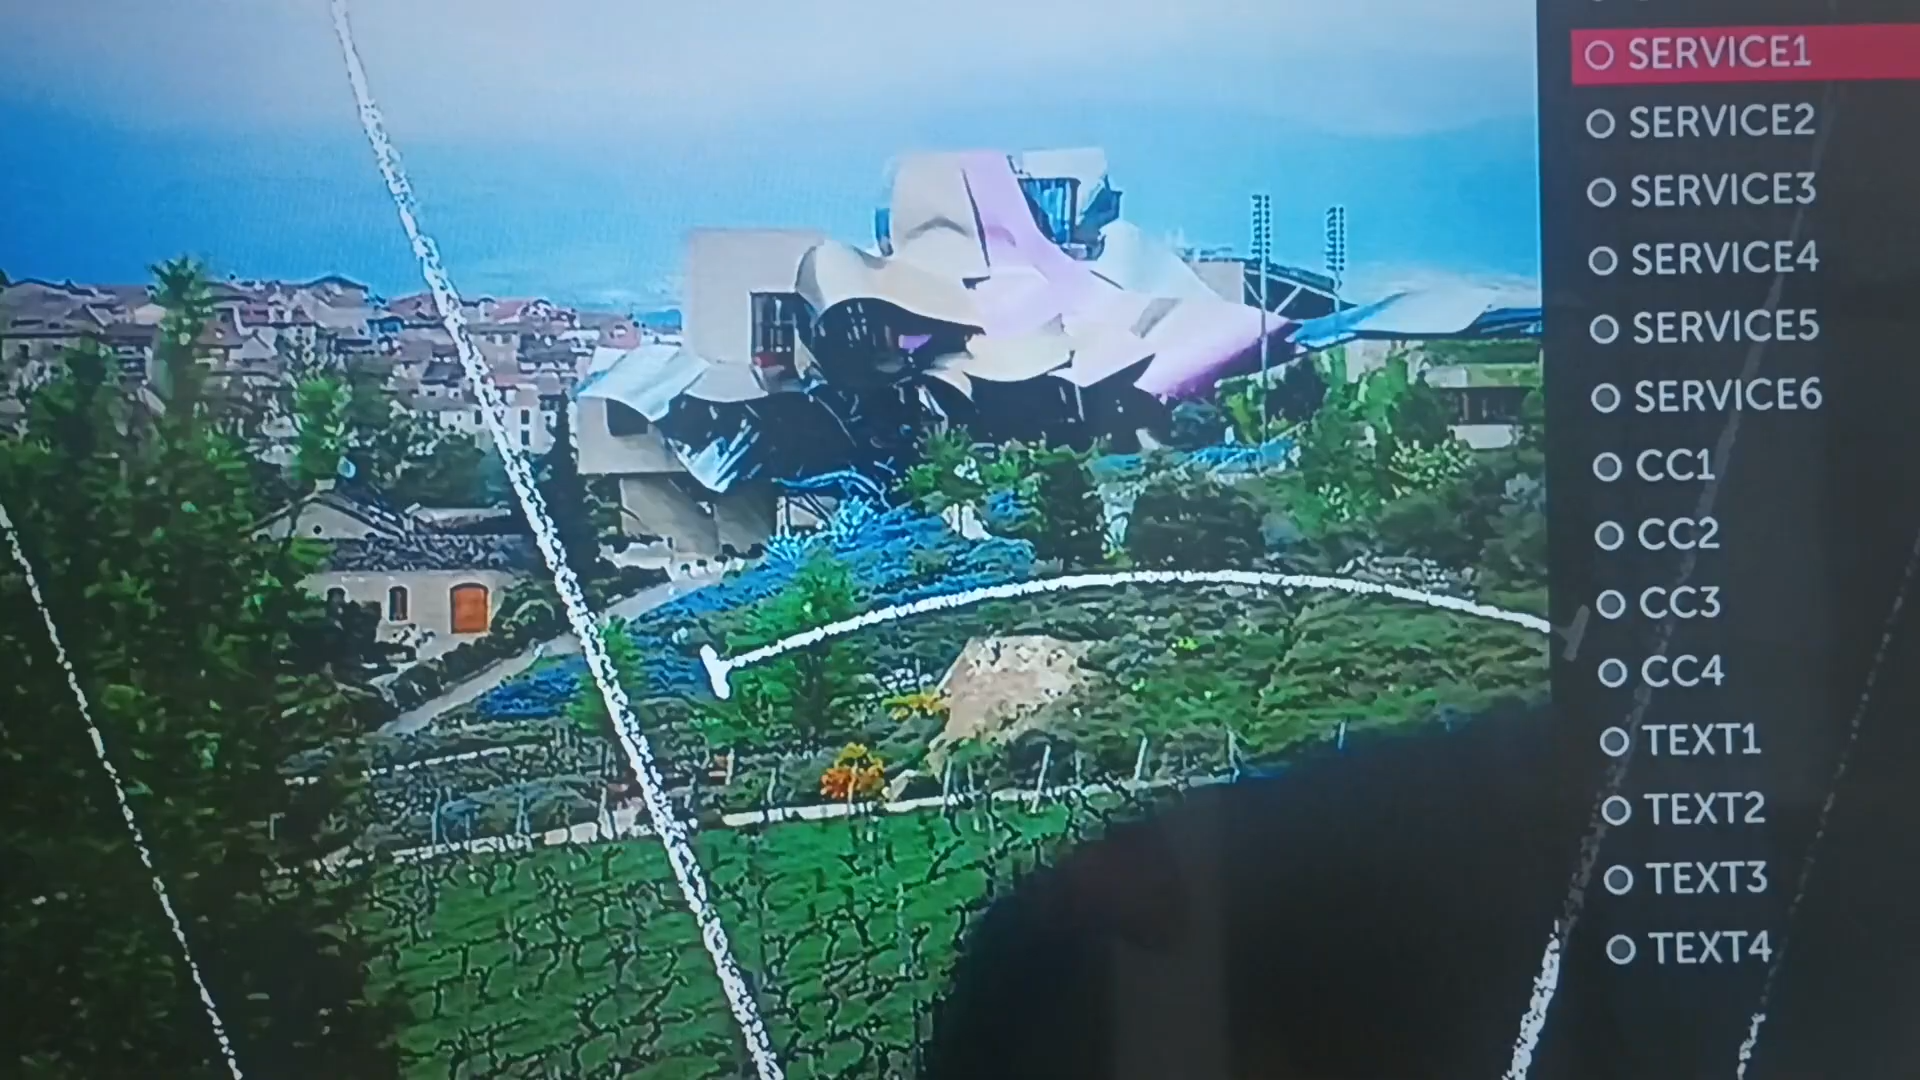 SERVICE1
SERVICE2
SERVICE3
SERVICE4
SERVICE5
SERVICE6
CC1
CC2
CC3
CC4
TEXT1
TEXT2
TEXT3
TEXT4